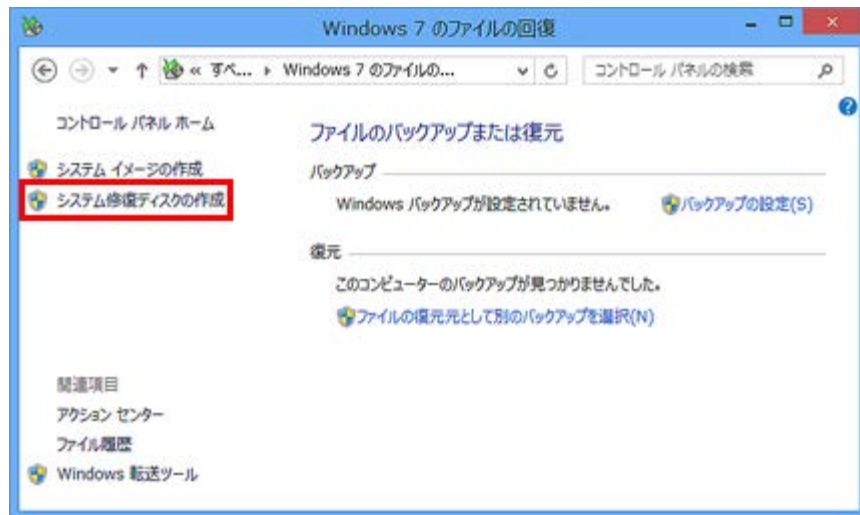 Windows 7 のファイルの回復
« すべ... ▸ Windows 7 のファイルの...
コントロール パネルの検索
コントロール パネル ホーム
システム イメージの作成
システム修復ディスクの作成
ファイルのバックアップまたは復元
バックアップ
Windows バックアップが設定されていません。
バックアップの設定(S)
復元
このコンピューターのバックアップが見つかりませんでした。
ファイルの復元元として別のバックアップを選択(N)
関連項目
アクション センター
ファイル履歴
Windows 転送ツール